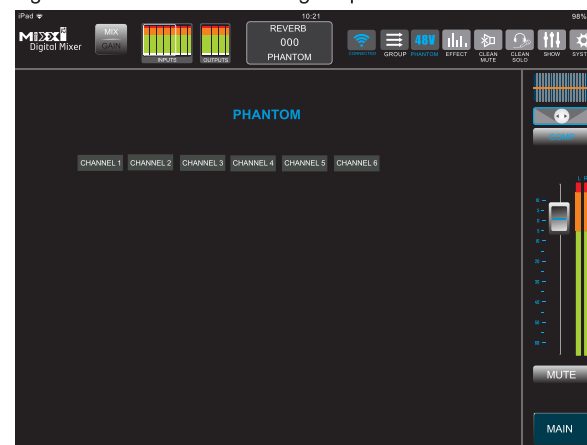 iPad 10:21 98%
MIXXI Digital Mixer
MIX
GAIN
INPUTS
OUTPUTS
REVERB
000
PHANTOM
CONNECTED
GROUP
48V
PHANTOM
EFFECT
CLEAN
MUTE
CLEAN
SOLO
SHOW
SYST
PHANTOM
CHANNEL 1 CHANNEL 2 CHANNEL 3 CHANNEL 4 CHANNEL 5 CHANNEL 6
COMP
L R
MUTE
MAIN